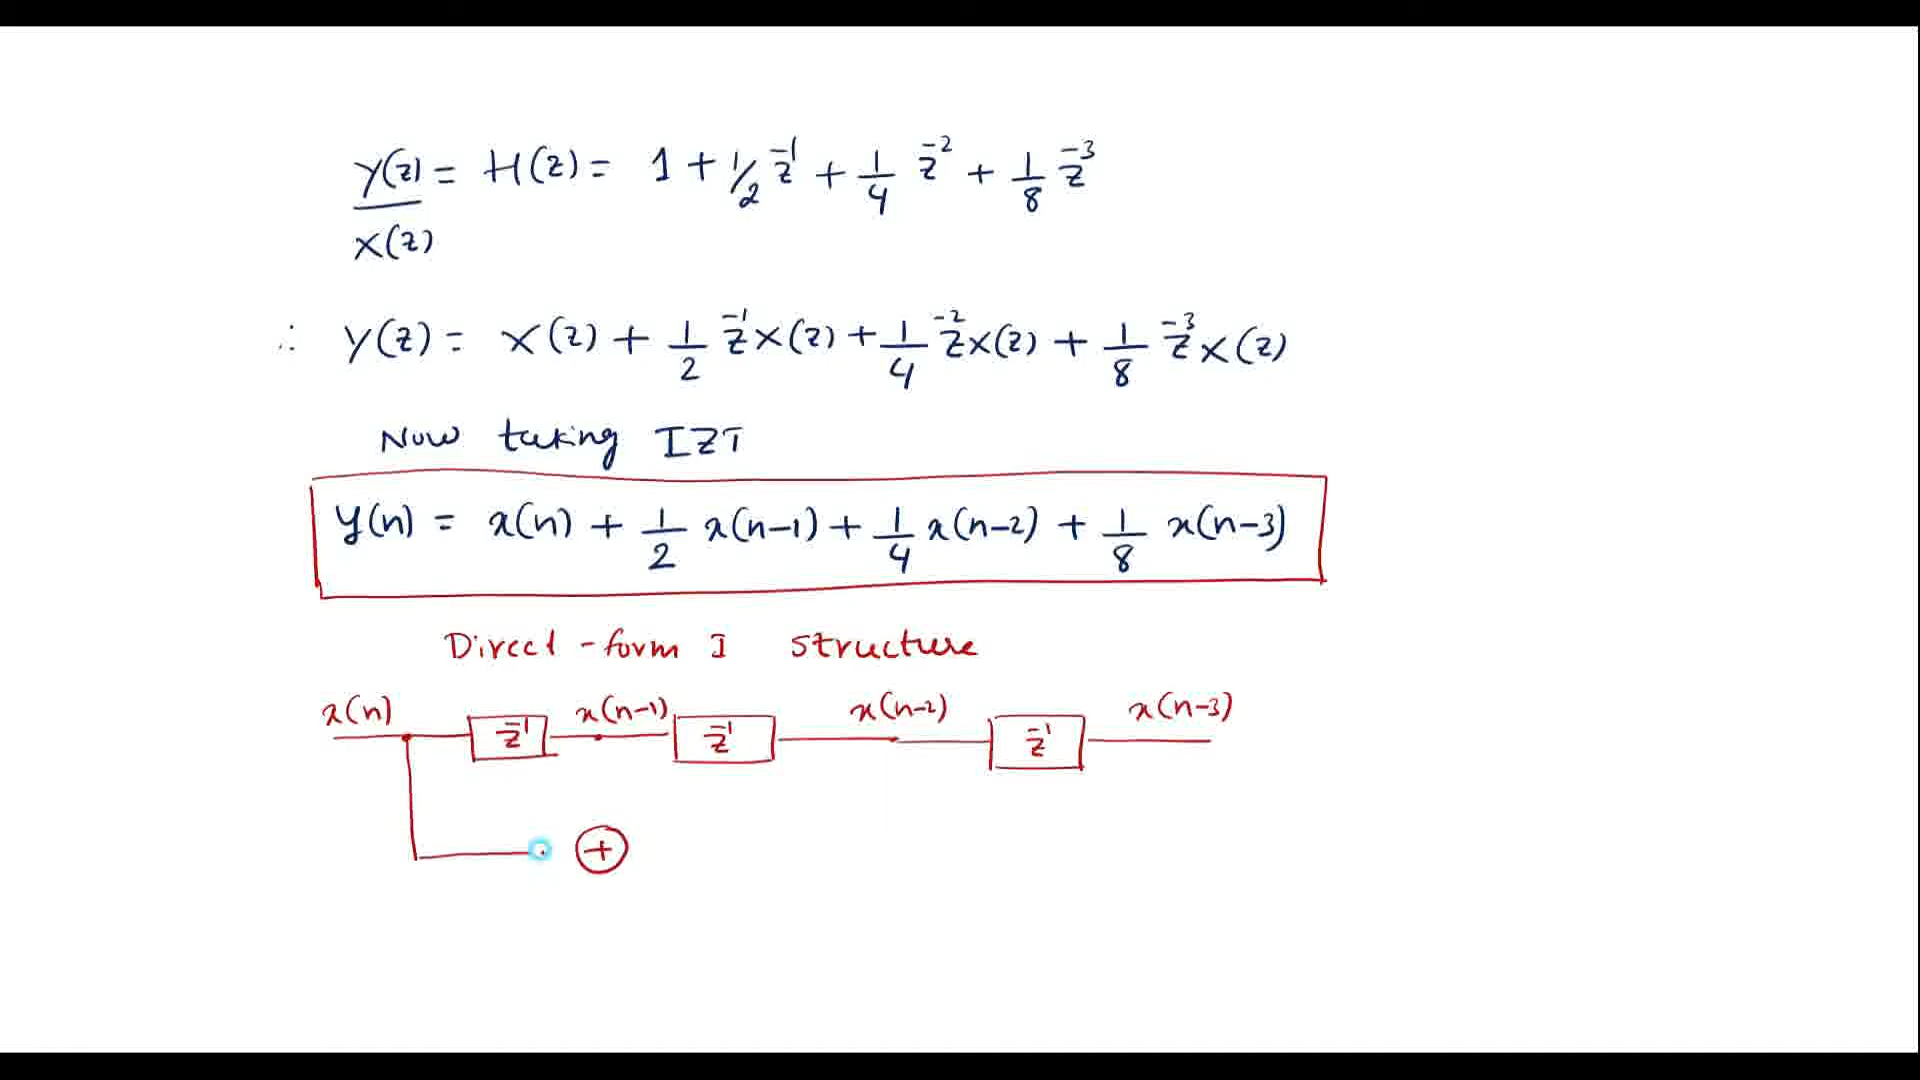 Y(z)/X(z) = H(z) = 1 + 1/2 z⁻¹ + 1/4 z⁻² + 1/8 z⁻³
∴ Y(z) = X(z) + 1/2 z⁻¹X(z) + 1/4 z⁻²X(z) + 1/8 z⁻³X(z)
Now taking IZT
y(n) = x(n) + 1/2 x(n-1) + 1/4 x(n-2) + 1/8 x(n-3)
Direct-form I structure
x(n) x(n-1) x(n-2) x(n-3)
z⁻¹ z⁻¹ z⁻¹
+